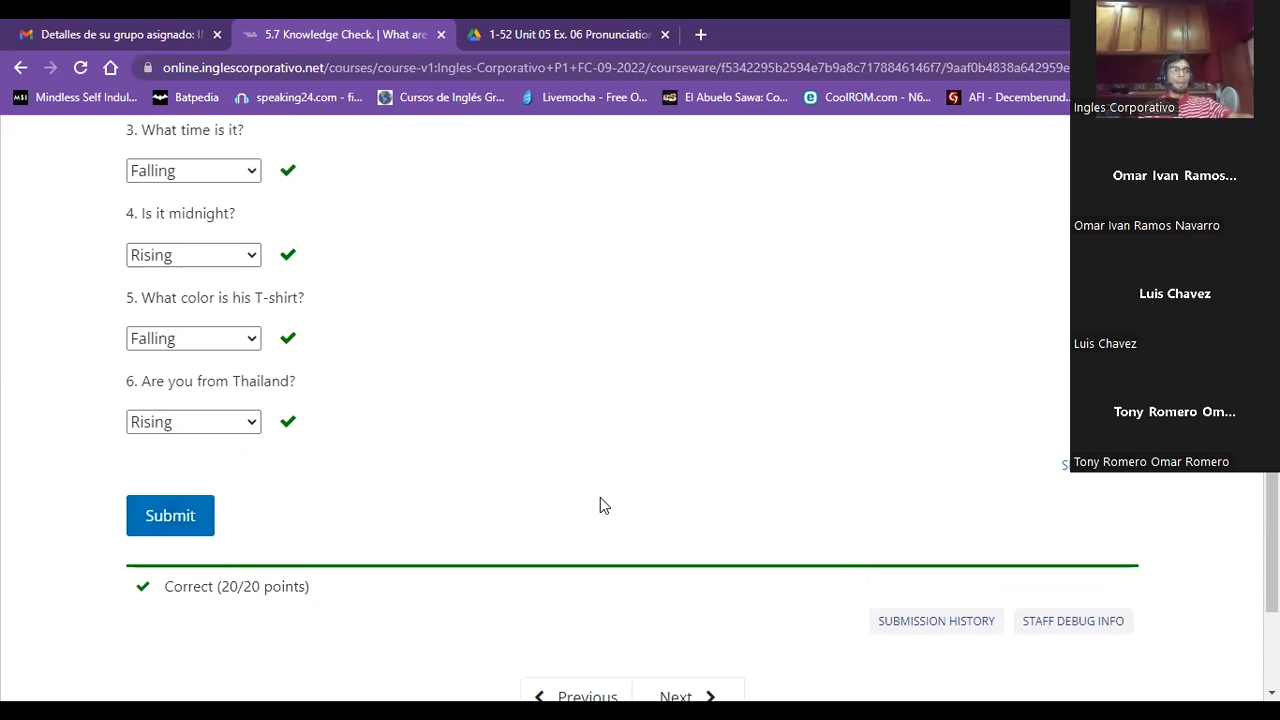 Detalles de su grupo asignado: II
5.7 Knowledge Check. | What are
1-52 Unit 05 Ex. 06 Pronunciation
online.inglescorporativo.net/courses/course-v1:Ingles-Corporativo+P1+FC-09-2022/courseware/f5342295b2594e7b9a8c7178846146f7/9aaf0b4838a642959e
Mindless Self Indul...
Batpedia
speaking24.com - fi...
Cursos de Inglés Gr...
Livemocha - Free O...
El Abuelo Sawa: Co...
CoolROM.com - N6...
AFI - Decemberund...
3. What time is it?
Falling
4. Is it midnight?
Rising
5. What color is his T-shirt?
Falling
6. Are you from Thailand?
Rising
Submit
Correct (20/20 points)
SUBMISSION HISTORY
STAFF DEBUG INFO
Previous
Next
Ingles Corporativo
Omar Ivan Ramos...
Omar Ivan Ramos Navarro
Luis Chavez
Luis Chavez
Tony Romero Om...
Tony Romero Omar Romero